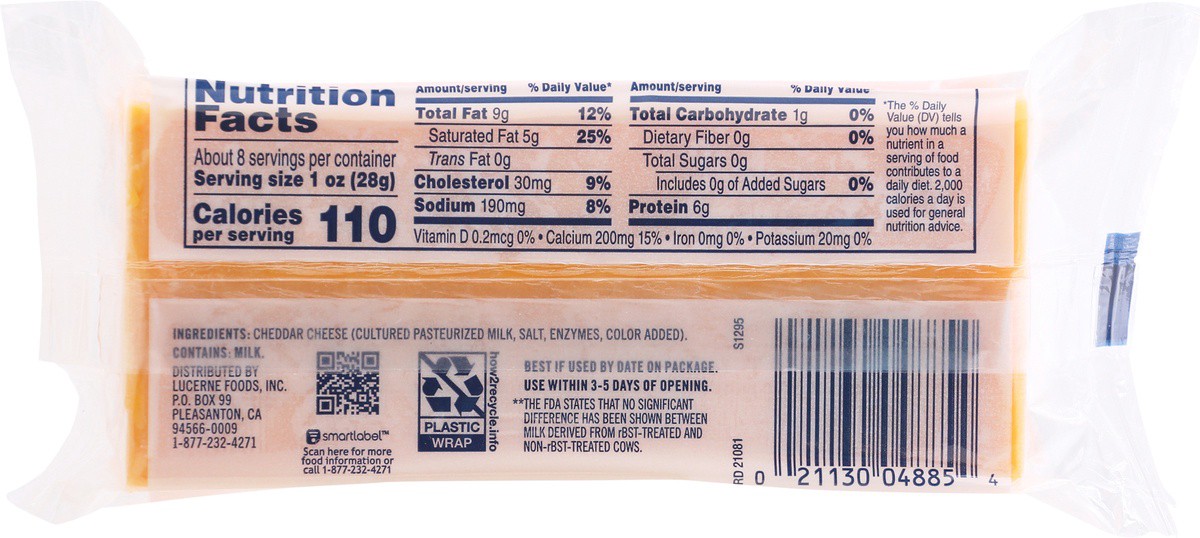 Nutrition
Facts
About 8 servings per container
Serving size 1 oz (28g)
Calories
per serving
110
Amount/serving % Daily Value*
Total Fat 9g 12%
Saturated Fat 5g 25%
Trans Fat 0g
Cholesterol 30mg 9%
Sodium 190mg 8%
Amount/serving % Daily Value
Total Carbohydrate 1g 0%
Dietary Fiber 0g 0%
Total Sugars 0g
Includes 0g of Added Sugars 0%
Protein 6g
Vitamin D 0.2mcg 0% • Calcium 200mg 15% • Iron 0mg 0% • Potassium 20mg 0%
*The % Daily
Value (DV) tells
you how much a
nutrient in a
serving of food
contributes to a
daily diet. 2,000
calories a day is
used for general
nutrition advice.
INGREDIENTS: CHEDDAR CHEESE (CULTURED PASTEURIZED MILK, SALT, ENZYMES, COLOR ADDED).
CONTAINS: MILK.
DISTRIBUTED BY
LUCERNE FOODS, INC.
P.O. BOX 99
PLEASANTON, CA
94566-0009
1-877-232-4271
smartlabel™
Scan here for more
food information or
call 1-877-232-4271
PLASTIC
WRAP
how2recycle.info
BEST IF USED BY DATE ON PACKAGE.
USE WITHIN 3-5 DAYS OF OPENING.
**THE FDA STATES THAT NO SIGNIFICANT
DIFFERENCE HAS BEEN SHOWN BETWEEN
MILK DERIVED FROM rBST-TREATED AND
NON-rBST-TREATED COWS.
S1295
RD 21081
0 21130 04885 4